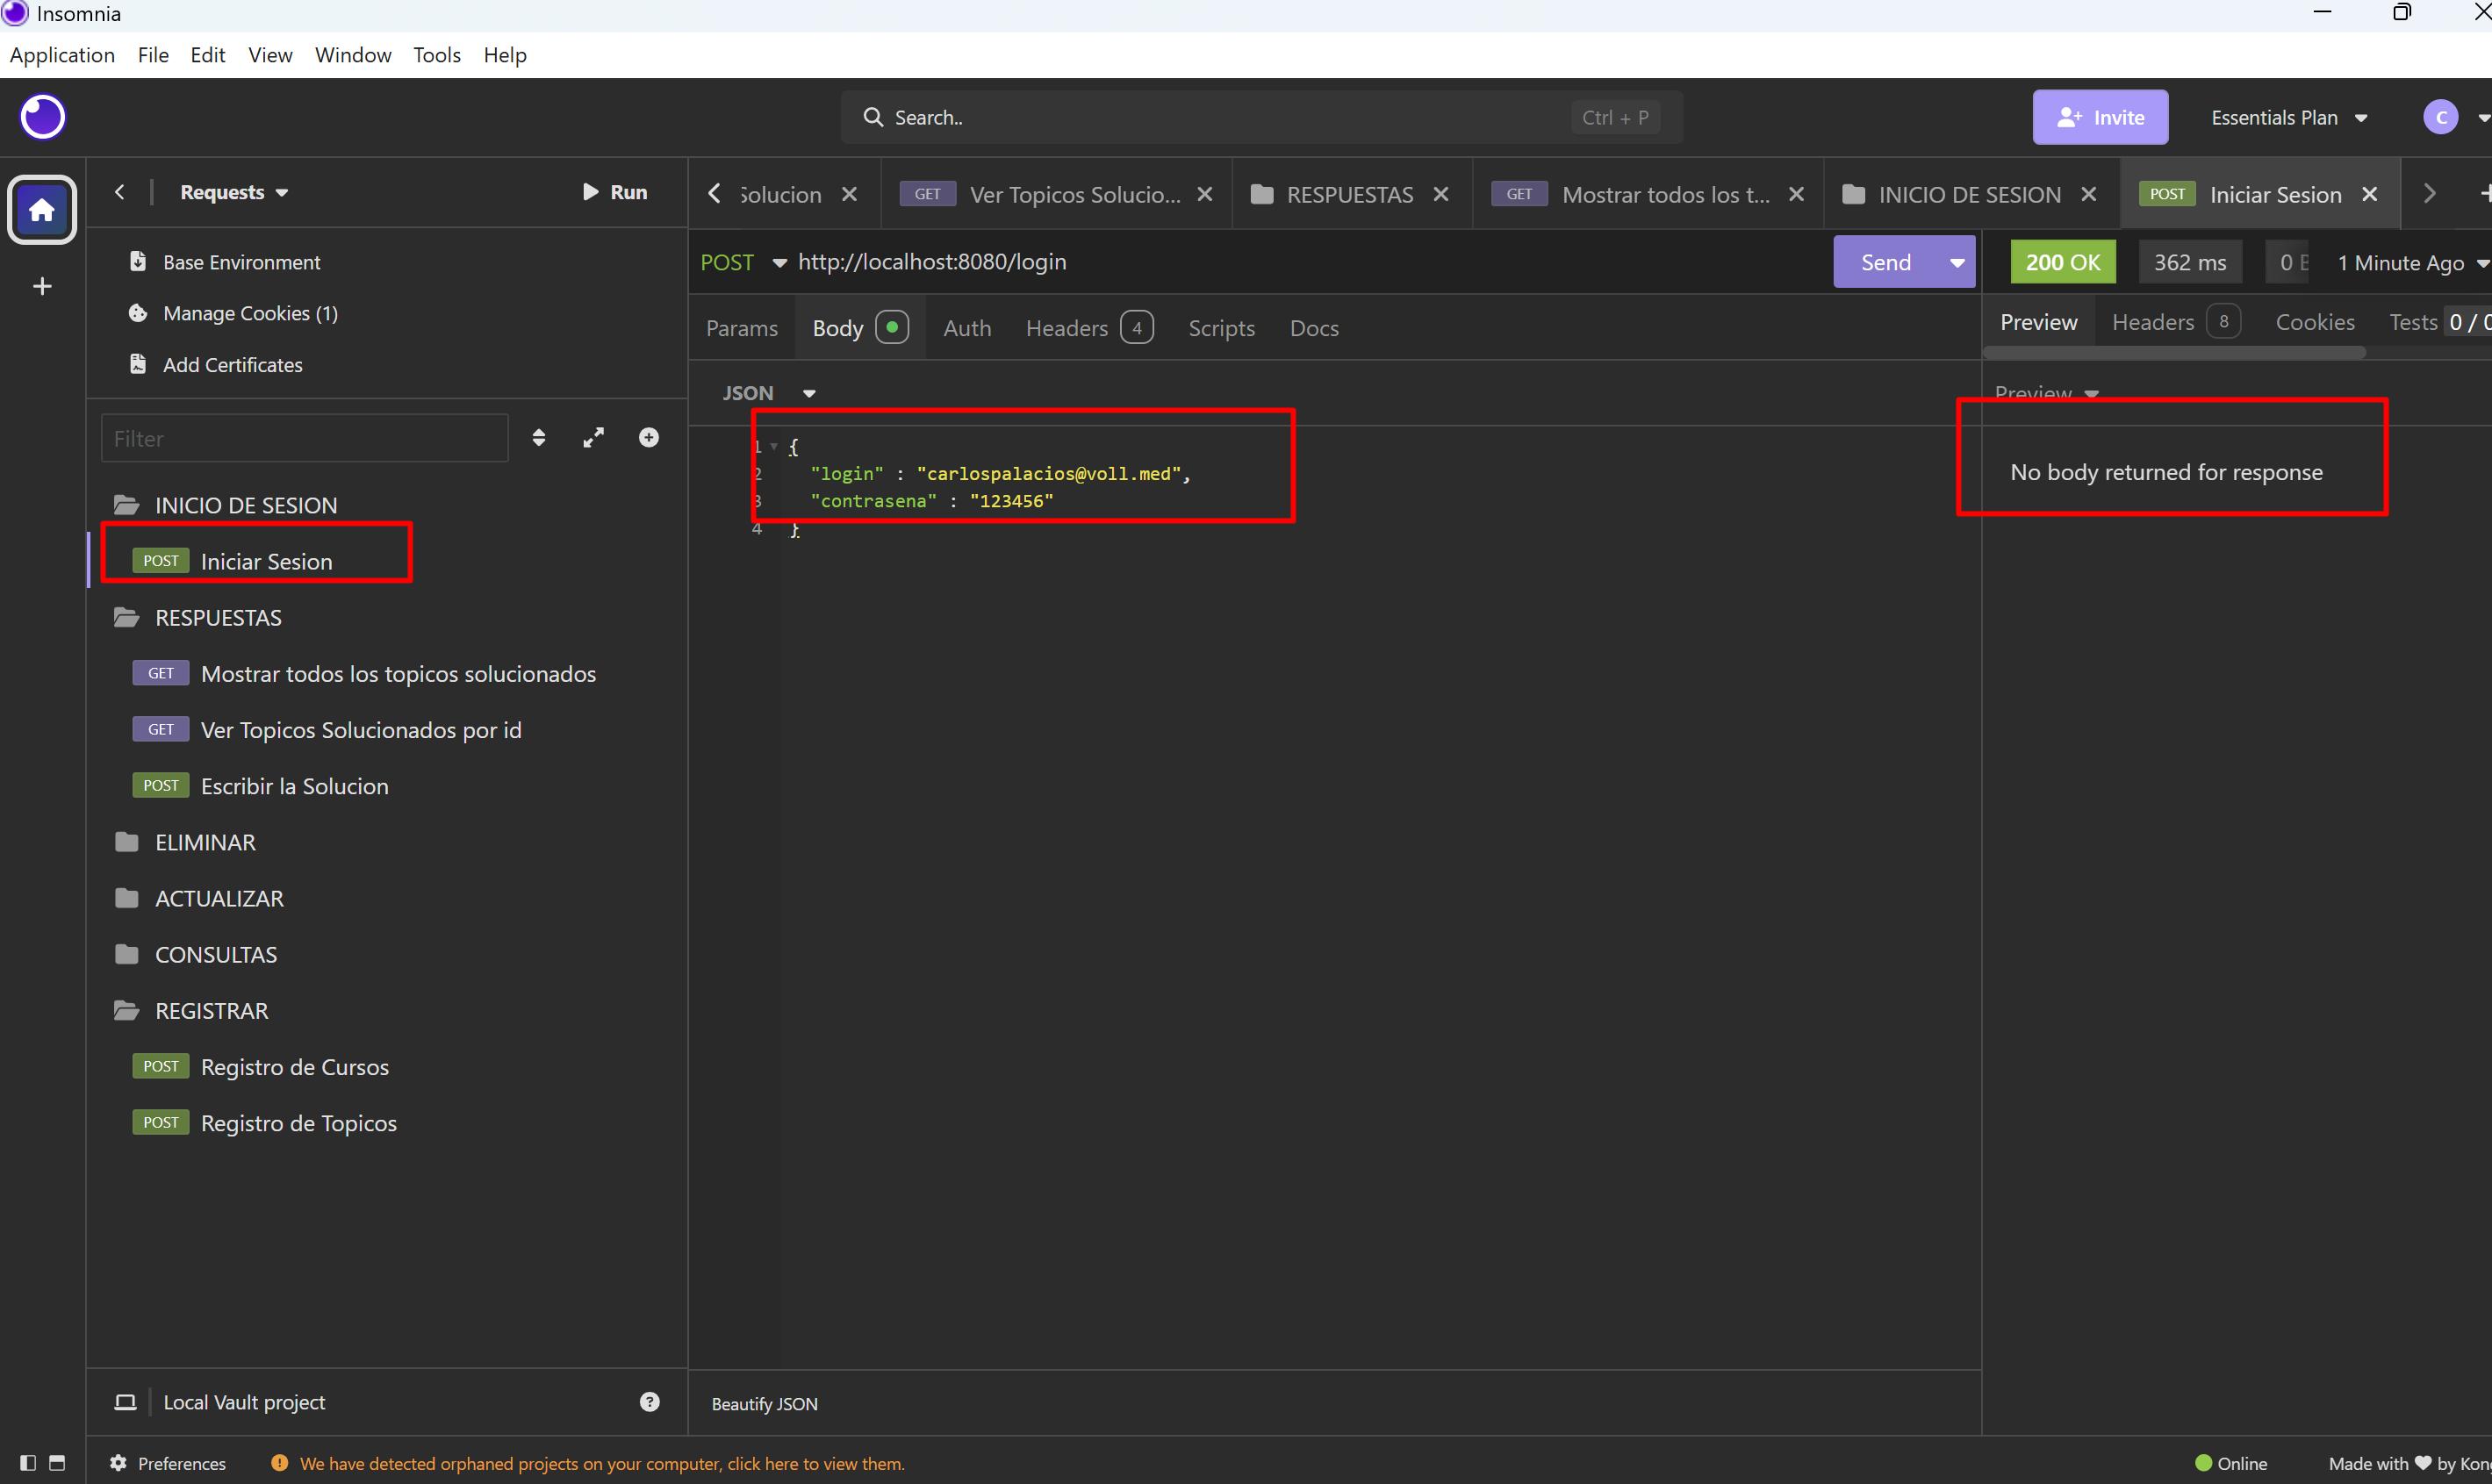 Insomnia
Application File Edit View Window Tools Help
Search.. Ctrl + P
Invite
Essentials Plan
C
Requests
Run
Solucion
GET Ver Topicos Solucio...
RESPUESTAS
GET Mostrar todos los t...
INICIO DE SESION
POST Iniciar Sesion
Base Environment
Manage Cookies (1)
Add Certificates
Filter
INICIO DE SESION
POST Iniciar Sesion
RESPUESTAS
GET Mostrar todos los topicos solucionados
GET Ver Topicos Solucionados por id
POST Escribir la Solucion
ELIMINAR
ACTUALIZAR
CONSULTAS
REGISTRAR
POST Registro de Cursos
POST Registro de Topicos
Local Vault project
POST http://localhost:8080/login
Send
Params Body Auth Headers 4 Scripts Docs
JSON
1 {
2 "login" : "carlospalacios@voll.med",
3 "contrasena" : "123456"
4 }
Beautify JSON
200 OK 362 ms 0 B 1 Minute Ago
Preview Headers 8 Cookies Tests 0 / 0
Preview
No body returned for response
Preferences
We have detected orphaned projects on your computer, click here to view them.
Online
Made with by Kon